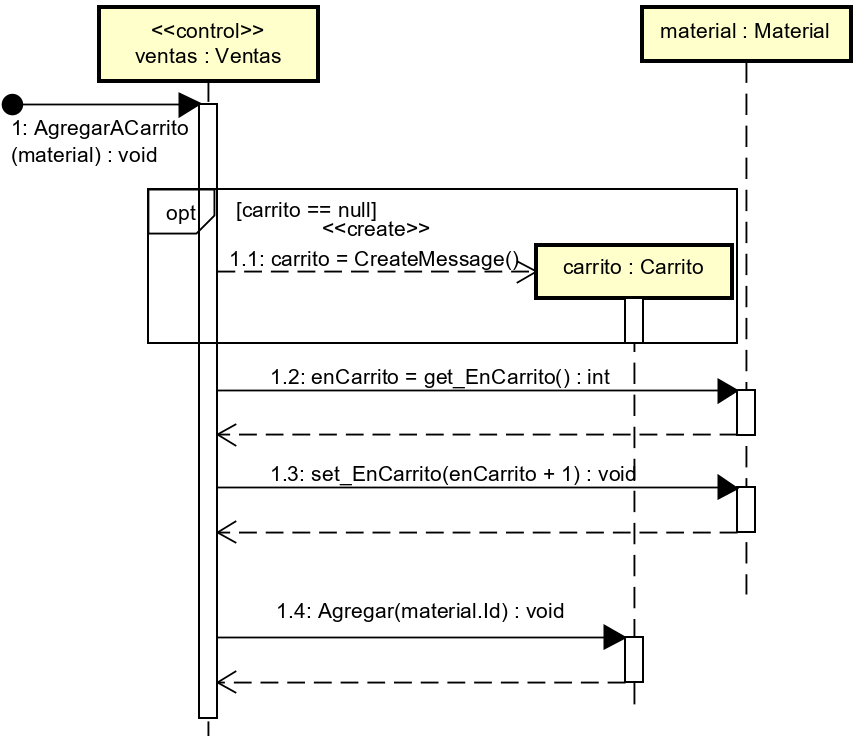 <<control>>
ventas : Ventas
material : Material
1: AgregarACarrito
(material) : void
opt
[carrito == null]
<<create>>
1.1: carrito = CreateMessage()
carrito : Carrito
1.2: enCarrito = get_EnCarrito() : int
1.3: set_EnCarrito(enCarrito + 1) : void
1.4: Agregar(material.Id) : void